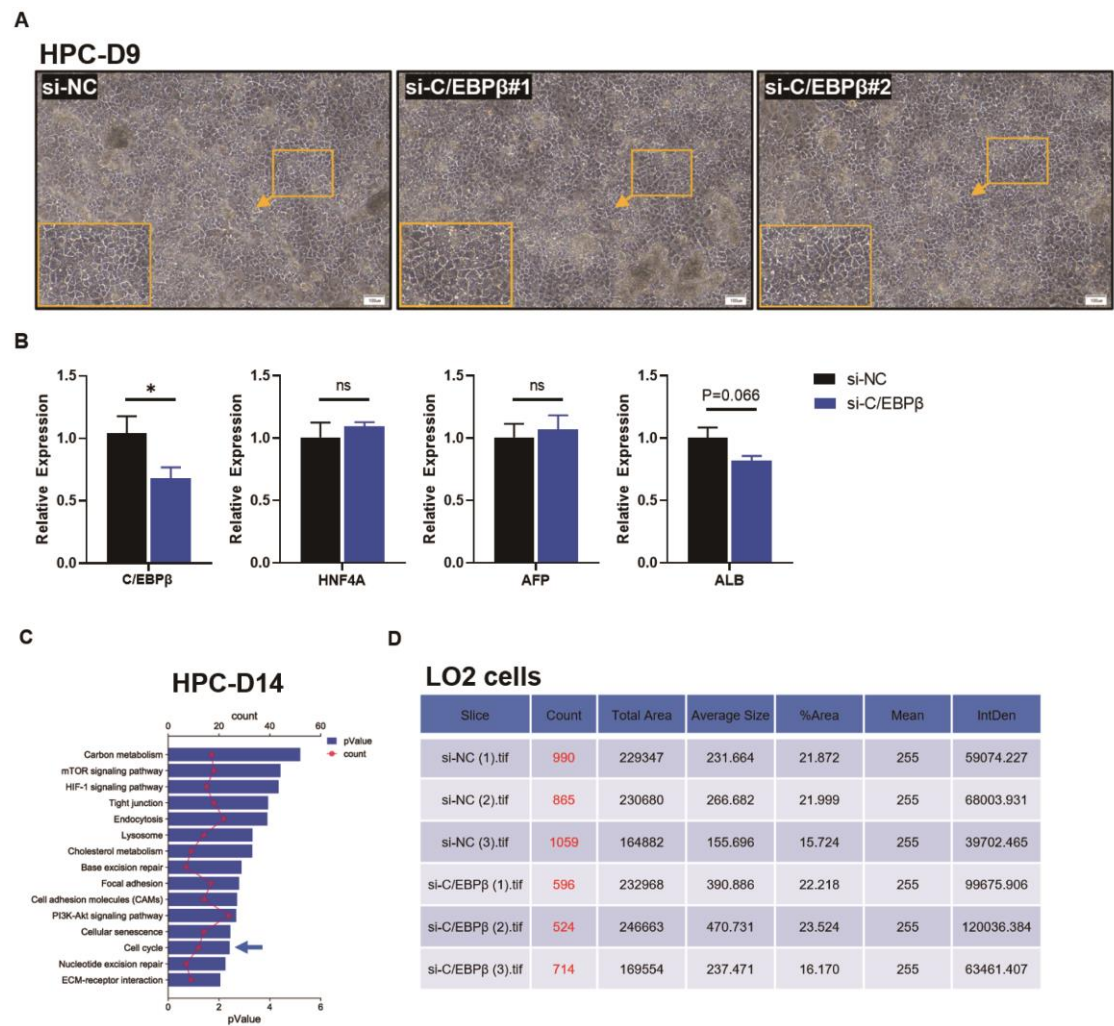 A
HPC-D9
si-NC
si-C/EBPβ#1
si-C/EBPβ#2
100μm
100μm
100μm
B
1.5
1.0
0.5
0.0
Relative Expression
*
C/EBPβ
1.5
1.0
0.5
0.0
Relative Expression
ns
HNF4A
1.5
1.0
0.5
0.0
Relative Expression
ns
AFP
1.5
1.0
0.5
0.0
Relative Expression
P=0.066
ALB
si-NC
si-C/EBPβ
C
HPC-D14
count
0 20 40 60
pValue
count
Carbon metabolism
mTOR signaling pathway
HIF-1 signaling pathway
Tight junction
Endocytosis
Lysosome
Cholesterol metabolism
Base excision repair
Focal adhesion
Cell adhesion molecules (CAMs)
PI3K-Akt signaling pathway
Cellular senescence
Cell cycle
Nucleotide excision repair
ECM-receptor interaction
0 2 4 6
pValue
D
LO2 cells
Slice Count Total Area Average Size %Area Mean IntDen
si-NC (1).tif 990 229347 231.664 21.872 255 59074.227
si-NC (2).tif 865 230680 266.682 21.999 255 68003.931
si-NC (3).tif 1059 164882 155.696 15.724 255 39702.465
si-C/EBPβ (1).tif 596 232968 390.886 22.218 255 99675.906
si-C/EBPβ (2).tif 524 246663 470.731 23.524 255 120036.384
si-C/EBPβ (3).tif 714 169554 237.471 16.170 255 63461.407